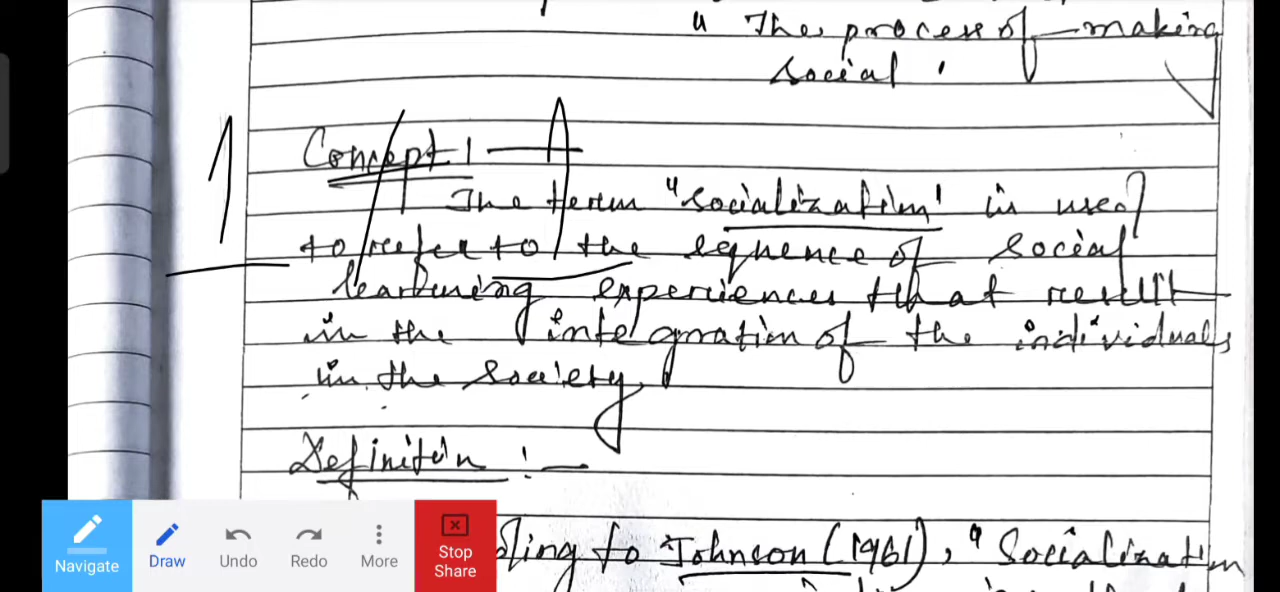 " The process of making
social .
1
Concept :-
The term "socialization" is used
to refer to the sequence of social
learning experiences that result
in the integration of the individuals
in the society.
Definition :-
ding to Johnson (1961), "Socialization
Navigate Draw Undo Redo More Stop Share